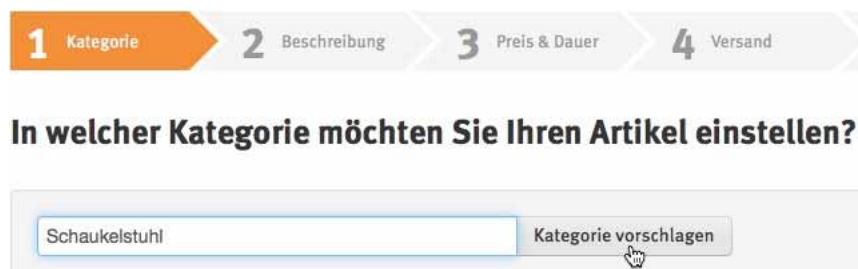 1 Kategorie 2 Beschreibung 3 Preis & Dauer 4 Versand
In welcher Kategorie möchten Sie Ihren Artikel einstellen?
Schaukelstuhl Kategorie vorschlagen